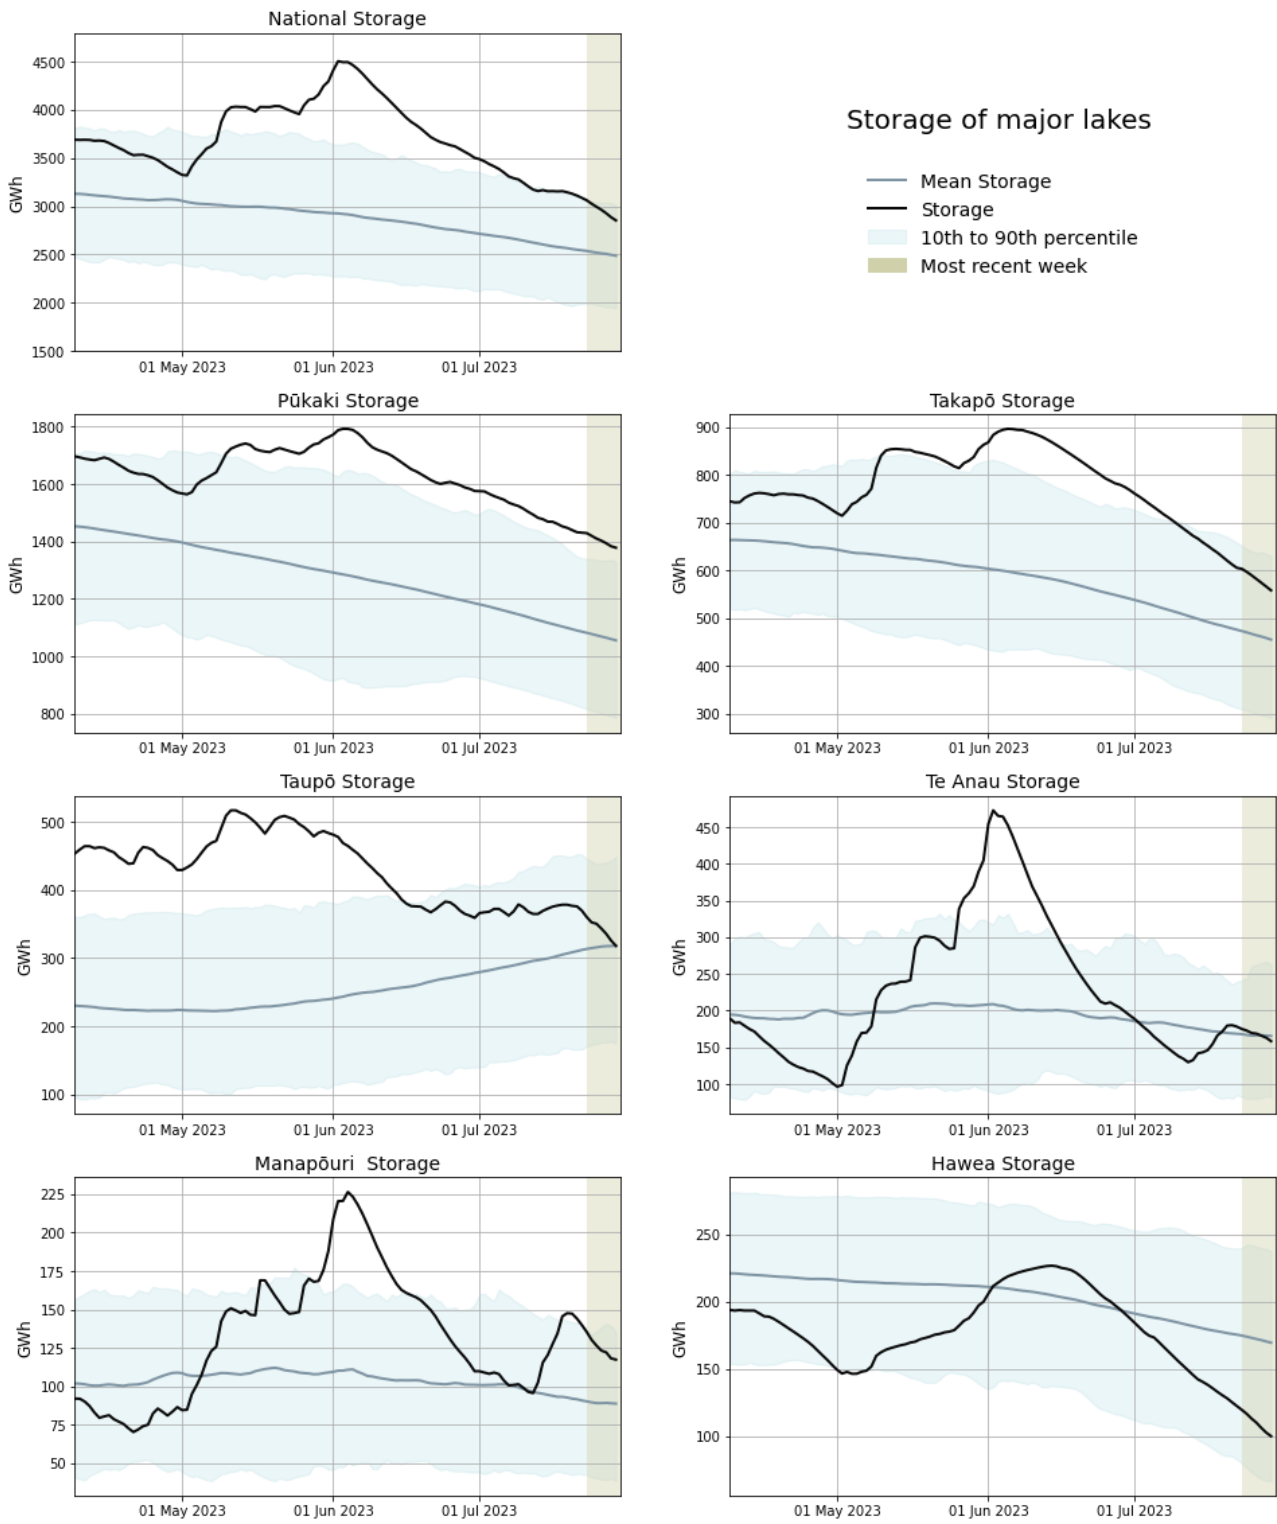 National Storage
GWh
4500
4000
3500
3000
2500
2000
1500
01 May 2023
01 Jun 2023
01 Jul 2023
Storage of major lakes
Mean Storage
Storage
10th to 90th percentile
Most recent week
Pūkaki Storage
GWh
1800
1600
1400
1200
1000
800
01 May 2023
01 Jun 2023
01 Jul 2023
Takapō Storage
GWh
900
800
700
600
500
400
300
01 May 2023
01 Jun 2023
01 Jul 2023
Taupō Storage
GWh
500
400
300
200
100
01 May 2023
01 Jun 2023
01 Jul 2023
Te Anau Storage
GWh
450
400
350
300
250
200
150
100
01 May 2023
01 Jun 2023
01 Jul 2023
Manapōuri  Storage
GWh
225
200
175
150
125
100
75
50
01 May 2023
01 Jun 2023
01 Jul 2023
Hawea Storage
GWh
250
200
150
100
01 May 2023
01 Jun 2023
01 Jul 2023